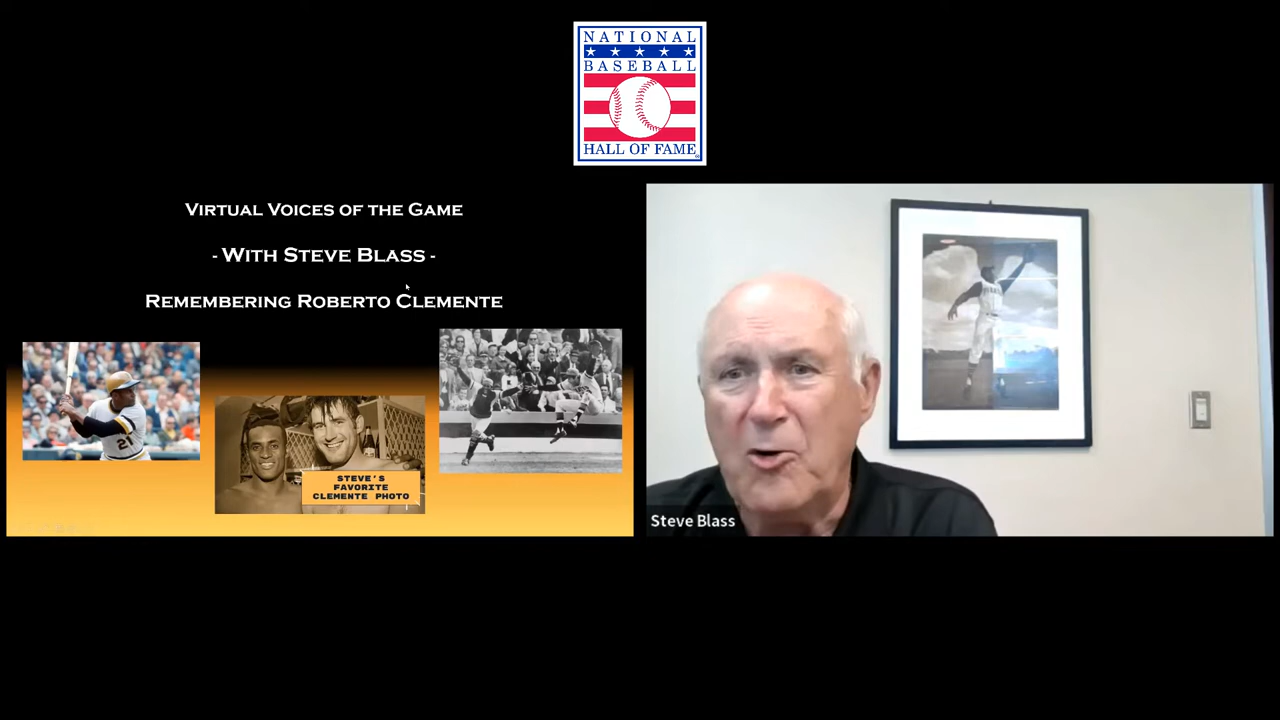 NATIONAL
BASEBALL
HALL OF FAME
VIRTUAL VOICES OF THE GAME
- WITH STEVE BLASS -
REMEMBERING ROBERTO CLEMENTE
21
STEVE'S
FAVORITE
CLEMENTE PHOTO
Steve Blass